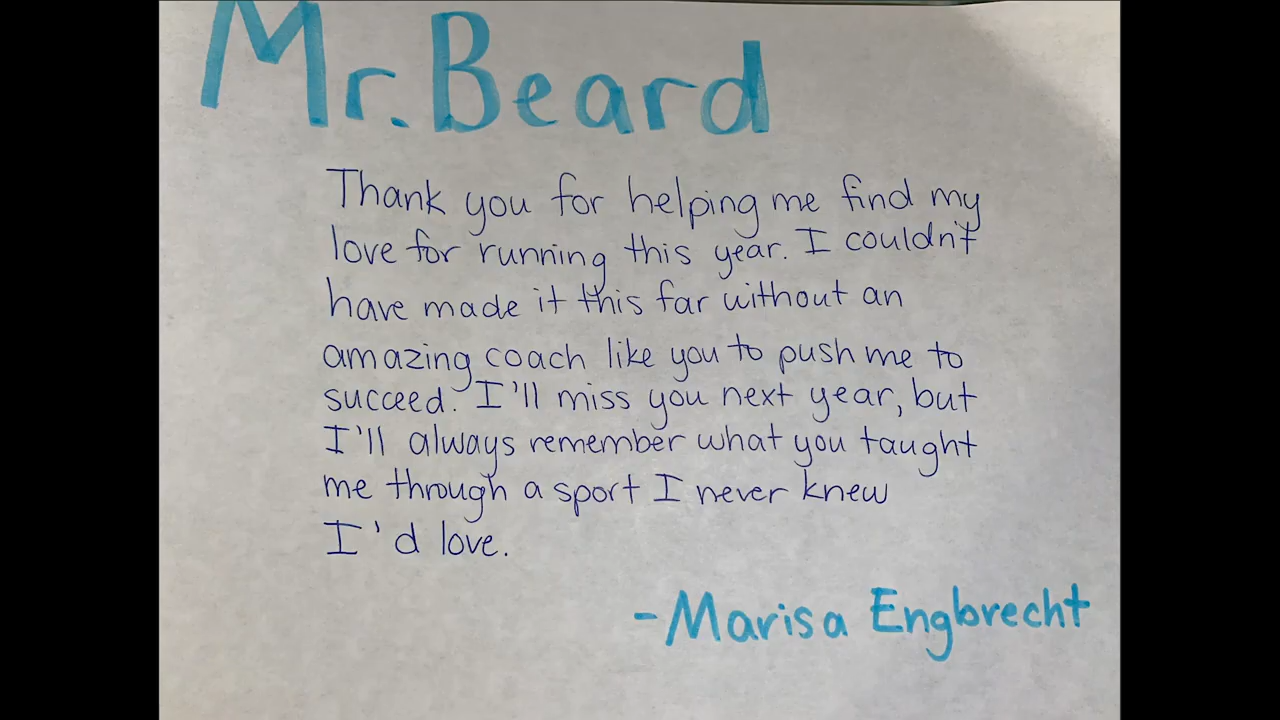 Mr. Beard
Thank you for helping me find my
love for running this year. I couldn't
have made it this far without an
amazing coach like you to push me to
succeed. I'll miss you next year, but
I'll always remember what you taught
me through a sport I never knew
I'd love.
-Marisa Engbrecht